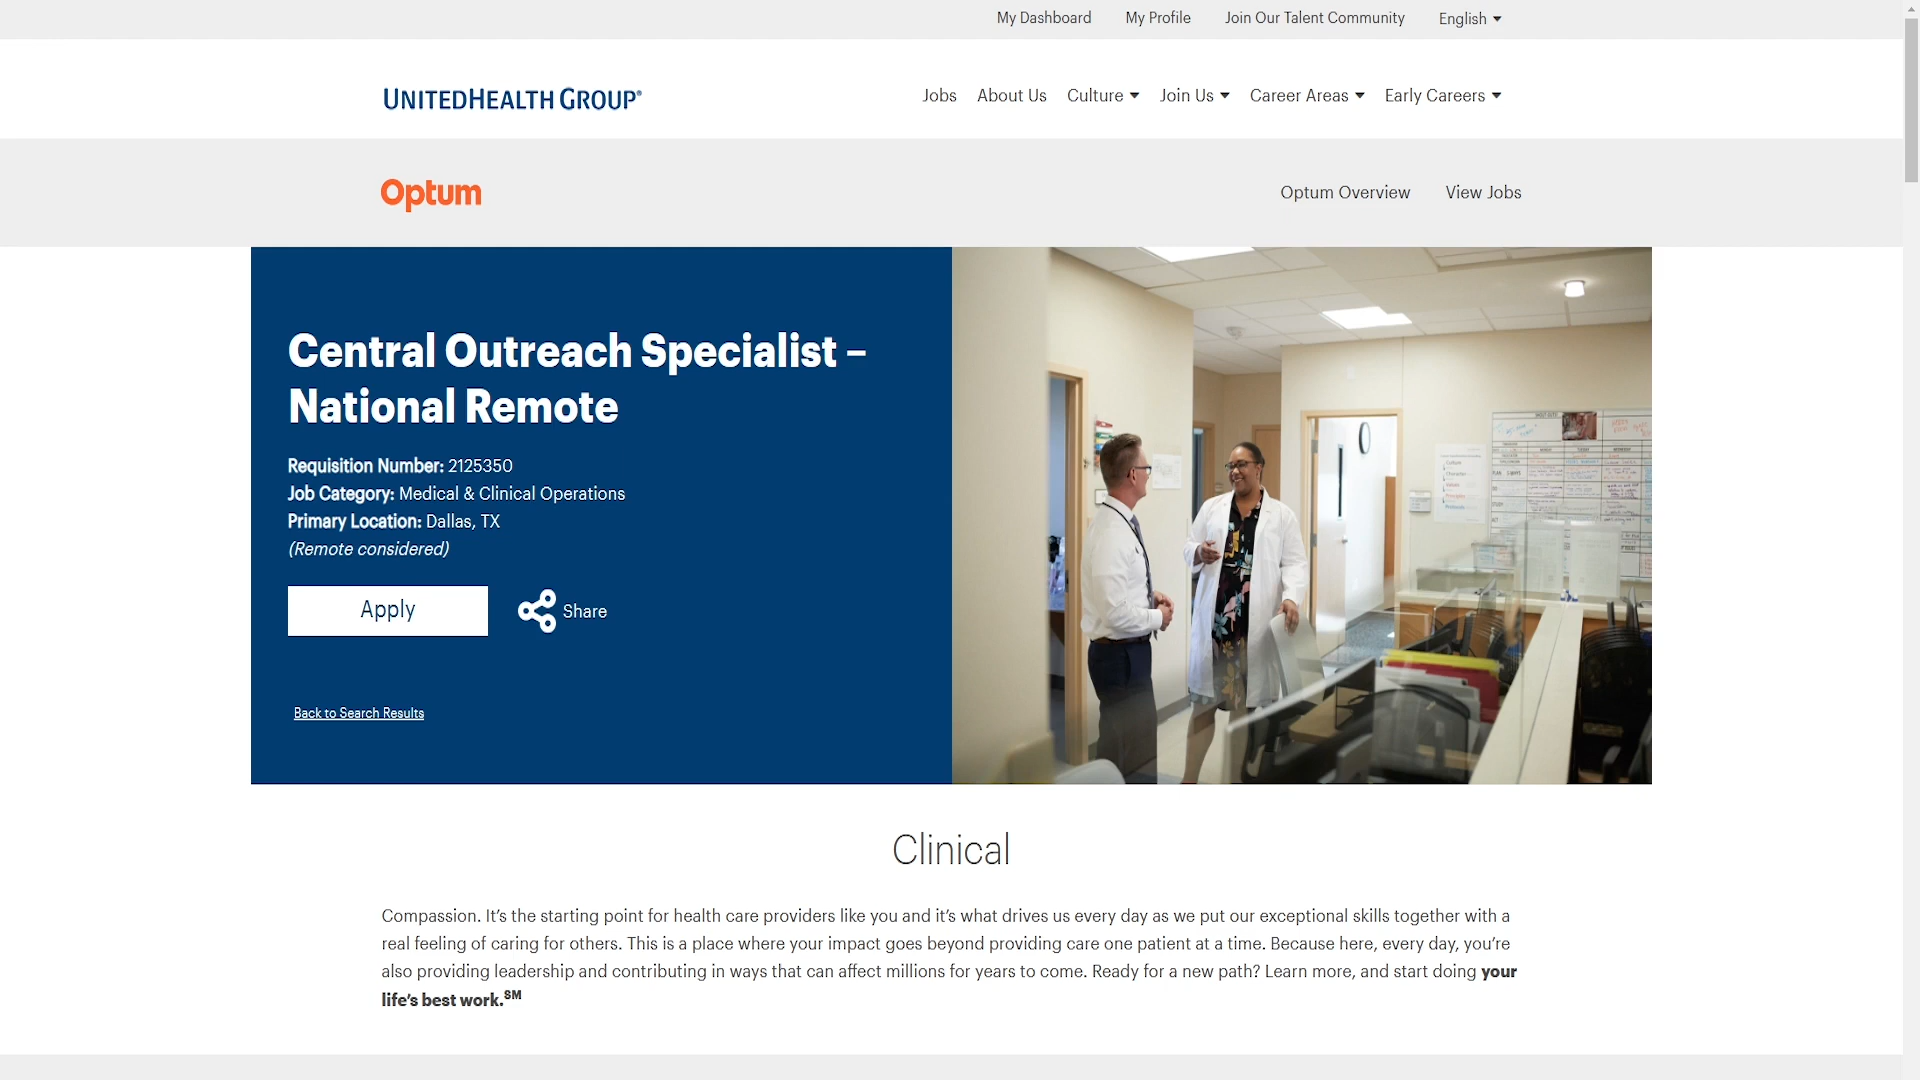 My Dashboard My Profile Join Our Talent Community English
UNITEDHEALTH GROUP®
Jobs About Us Culture Join Us Career Areas Early Careers
Optum
Optum Overview View Jobs
Central Outreach Specialist –
National Remote
Requisition Number: 2125350
Job Category: Medical & Clinical Operations
Primary Location: Dallas, TX
(Remote considered)
Apply
Share
Back to Search Results
Clinical
Compassion. It’s the starting point for health care providers like you and it’s what drives us every day as we put our exceptional skills together with a
real feeling of caring for others. This is a place where your impact goes beyond providing care one patient at a time. Because here, every day, you’re
also providing leadership and contributing in ways that can affect millions for years to come. Ready for a new path? Learn more, and start doing your
life’s best work.SM